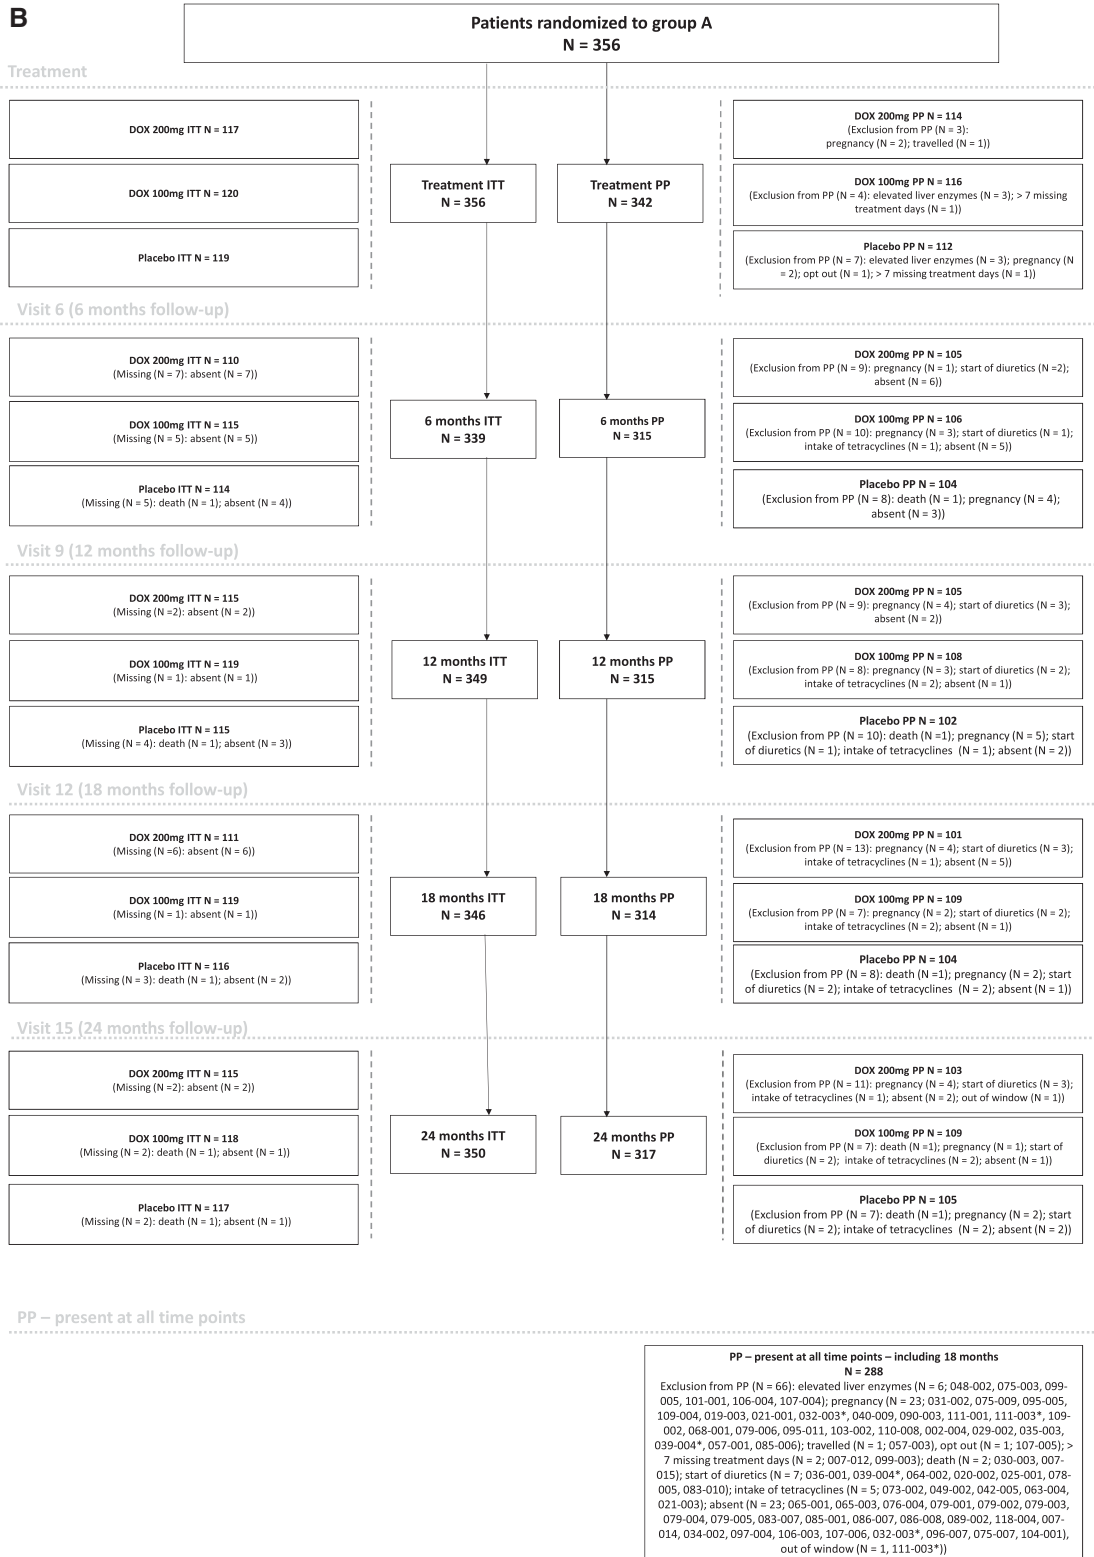 B
Patients randomized to group A
N = 356
Treatment
DOX 200mg ITT N = 117
DOX 100mg ITT N = 120
Placebo ITT N = 119
Treatment ITT
N = 356
Treatment PP
N = 342
DOX 200mg PP N = 114
(Exclusion from PP (N = 3):
pregnancy (N = 2); travelled (N = 1))
DOX 100mg PP N = 116
(Exclusion from PP (N = 4): elevated liver enzymes (N = 3); > 7 missing
treatment days (N = 1))
Placebo PP N = 112
(Exclusion from PP (N = 7): elevated liver enzymes (N = 3); pregnancy (N
= 2); opt out (N = 1); > 7 missing treatment days (N = 1))
Visit 6 (6 months follow-up)
DOX 200mg ITT N = 110
(Missing (N = 7): absent (N = 7))
DOX 100mg ITT N = 115
(Missing (N = 5): absent (N = 5))
Placebo ITT N = 114
(Missing (N = 5): death (N = 1); absent (N = 4))
6 months ITT
N = 339
6 months PP
N = 315
DOX 200mg PP N = 105
(Exclusion from PP (N = 9): pregnancy (N = 1); start of diuretics (N =2);
absent (N = 6))
DOX 100mg PP N = 106
(Exclusion from PP (N = 10): pregnancy (N = 3); start of diuretics (N = 1);
intake of tetracyclines (N = 1); absent (N = 5))
Placebo PP N = 104
(Exclusion from PP (N = 8): death (N = 1); pregnancy (N = 4);
absent (N = 3))
Visit 9 (12 months follow-up)
DOX 200mg ITT N = 115
(Missing (N =2): absent (N = 2))
DOX 100mg ITT N = 119
(Missing (N = 1): absent (N = 1))
Placebo ITT N = 115
(Missing (N = 4): death (N = 1); absent (N = 3))
12 months ITT
N = 349
12 months PP
N = 315
DOX 200mg PP N = 105
(Exclusion from PP (N = 9): pregnancy (N = 4); start of diuretics (N = 3);
absent (N = 2))
DOX 100mg PP N = 108
(Exclusion from PP (N = 8): pregnancy (N = 3); start of diuretics (N = 2);
intake of tetracyclines (N = 2); absent (N = 1))
Placebo PP N = 102
(Exclusion from PP (N = 10): death (N =1); pregnancy (N = 5); start
of diuretics (N = 1); intake of tetracyclines (N = 1); absent (N = 2))
Visit 12 (18 months follow-up)
DOX 200mg ITT N = 111
(Missing (N =6): absent (N = 6))
DOX 100mg ITT N = 119
(Missing (N = 1): absent (N = 1))
Placebo ITT N = 116
(Missing (N = 3): death (N = 1); absent (N = 2))
18 months ITT
N = 346
18 months PP
N = 314
DOX 200mg PP N = 101
(Exclusion from PP (N = 13): pregnancy (N = 4); start of diuretics (N = 3);
intake of tetracyclines (N = 1); absent (N = 5))
DOX 100mg PP N = 109
(Exclusion from PP (N = 7): pregnancy (N = 2); start of diuretics (N = 2);
intake of tetracyclines (N = 2); absent (N = 1))
Placebo PP N = 104
(Exclusion from PP (N = 8): death (N =1); pregnancy (N = 2); start
of diuretics (N = 2); intake of tetracyclines (N = 2); absent (N = 1))
Visit 15 (24 months follow-up)
DOX 200mg ITT N = 115
(Missing (N =2): absent (N = 2))
DOX 100mg ITT N = 118
(Missing (N = 2): death (N = 1); absent (N = 1))
Placebo ITT N = 117
(Missing (N = 2): death (N = 1); absent (N = 1))
24 months ITT
N = 350
24 months PP
N = 317
DOX 200mg PP N = 103
(Exclusion from PP (N = 11): pregnancy (N = 4); start of diuretics (N = 3);
intake of tetracyclines (N = 1); absent (N = 2); out of window (N = 1))
DOX 100mg PP N = 109
(Exclusion from PP (N = 7): death (N =1); pregnancy (N = 1); start of
diuretics (N = 2); intake of tetracyclines (N = 2); absent (N = 1))
Placebo PP N = 105
(Exclusion from PP (N = 7): death (N =1); pregnancy (N = 2); start
of diuretics (N = 2); intake of tetracyclines (N = 2); absent (N = 2))
PP – present at all time points
PP – present at all time points – including 18 months
N = 288
Exclusion from PP (N = 66): elevated liver enzymes (N = 6; 048-002, 075-003, 099-
005, 101-001, 106-004, 107-004); pregnancy (N = 23; 031-002, 075-009, 095-005,
109-004, 019-003, 021-001, 032-003*, 040-009, 090-003, 111-001, 111-003*, 109-
002, 068-001, 079-006, 095-011, 103-002, 110-008, 002-004, 029-002, 035-003,
039-004*, 057-001, 085-006); travelled (N = 1; 057-003), opt out (N = 1; 107-005); >
7 missing treatment days (N = 2; 007-012, 099-003); death (N = 2; 030-003, 007-
015); start of diuretics (N = 7; 036-001, 039-004*, 064-002, 020-002, 025-001, 078-
005, 083-010); intake of tetracyclines (N = 5; 073-002, 049-002, 042-005, 063-004,
021-003); absent (N = 23; 065-001, 065-003, 076-004, 079-001, 079-002, 079-003,
079-004, 079-005, 083-007, 085-001, 086-007, 086-008, 089-002, 118-004, 007-
014, 034-002, 097-004, 106-003, 107-006, 032-003*, 096-007, 075-007, 104-001),
out of window (N = 1, 111-003*))